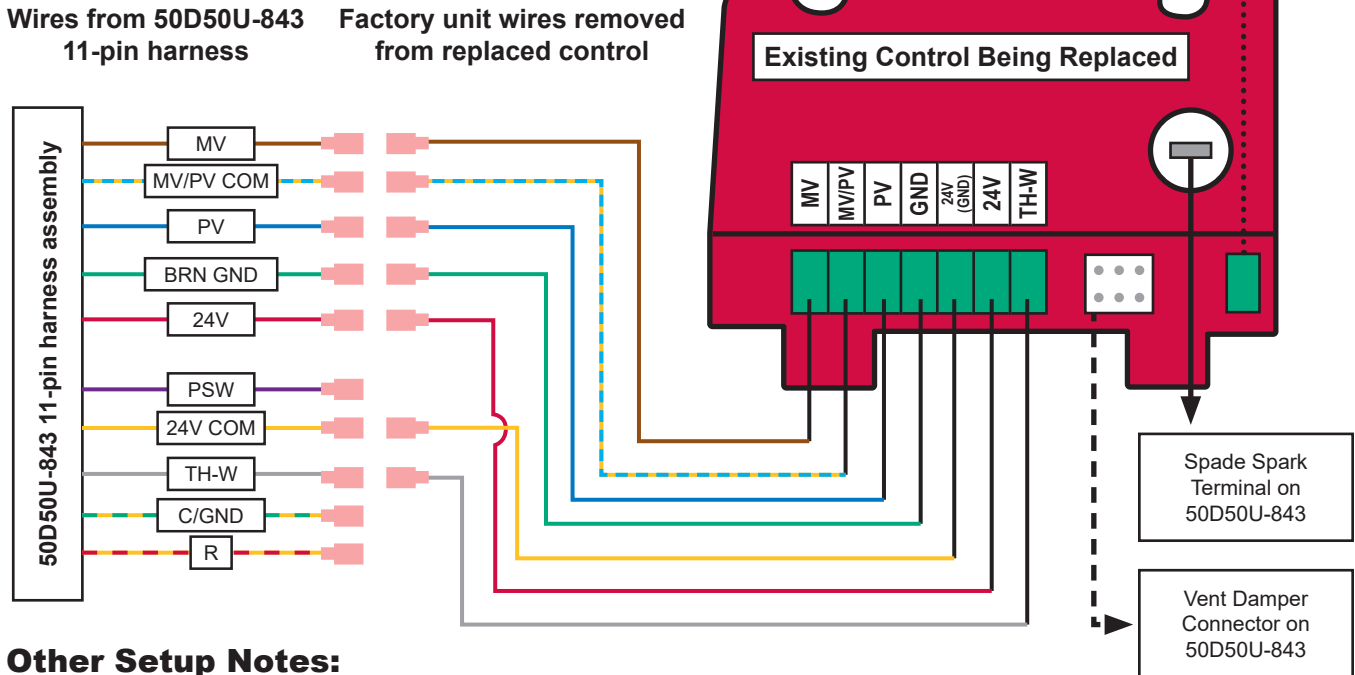 Wires from 50D50U-843
11-pin harness
Factory unit wires removed
from replaced control
Existing Control Being Replaced
50D50U-843 11-pin harness assembly
MV
MV/PV COM
PV
BRN GND
24V
PSW
24V COM
TH-W
C/GND
R
MV
MV/PV
PV
GND
24V
(GND)
24V
TH-W
Spade Spark
Terminal on
50D50U-843
Vent Damper
Connector on
50D50U-843
Other Setup Notes: